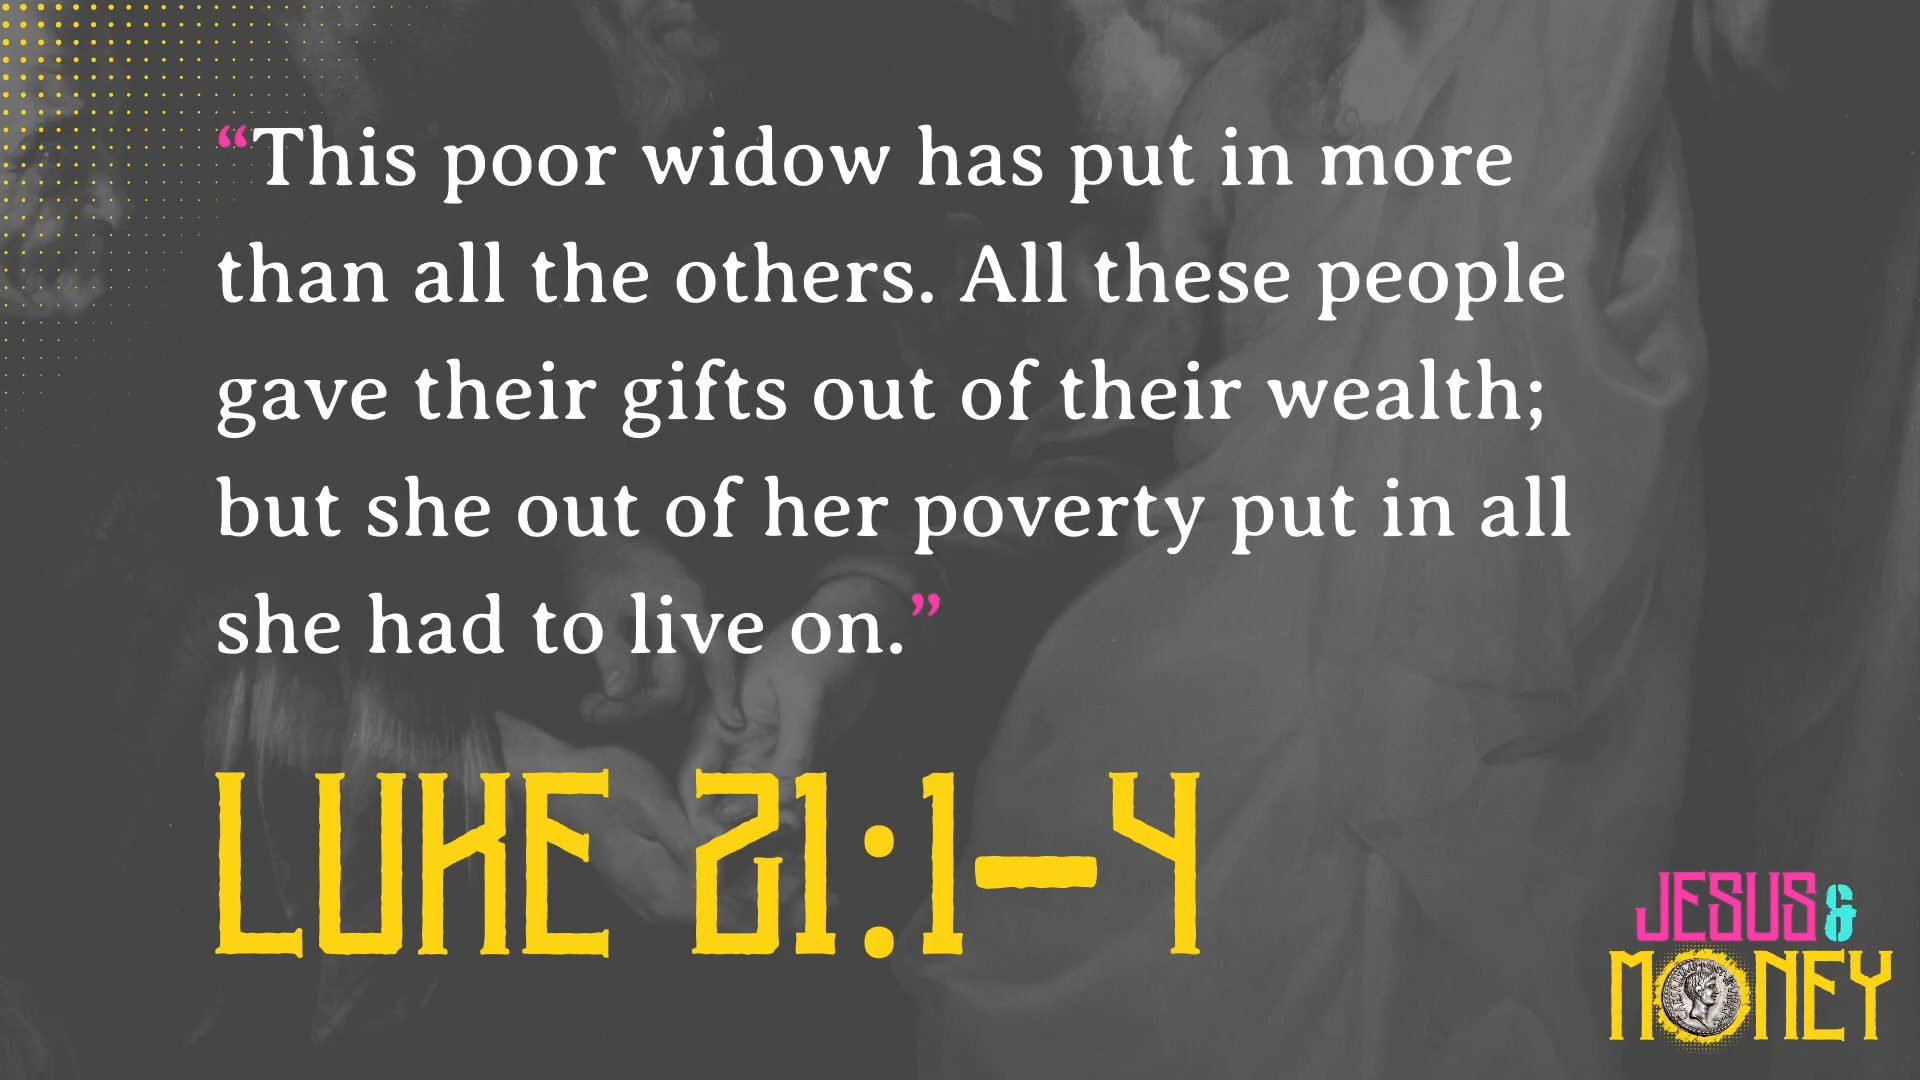 “This poor widow has put in more
than all the others. All these people
gave their gifts out of their wealth;
but she out of her poverty put in all
she had to live on.”
LUKE 21:1–4
JESUS &
MONEY